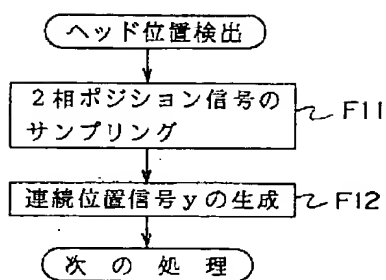 ヘッド位置検出
2相ポジション信号の
サンプリング
F11
連続位置信号yの生成
F12
次の処理